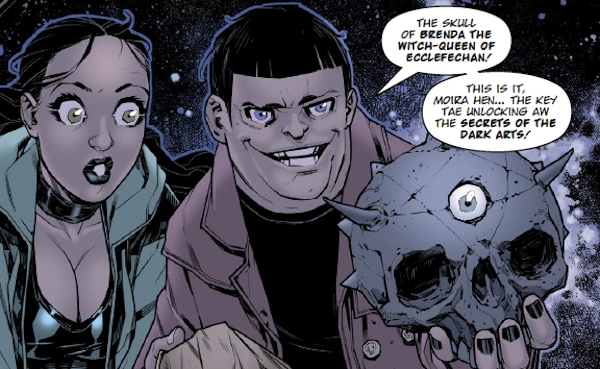 THE SKULL
OF BRENDA THE
WITCH-QUEEN OF
ECCLEFECHAN!
THIS IS IT,
MOIRA HEN... THE KEY
TAE UNLOCKING AW
THE SECRETS OF THE
DARK ARTS!